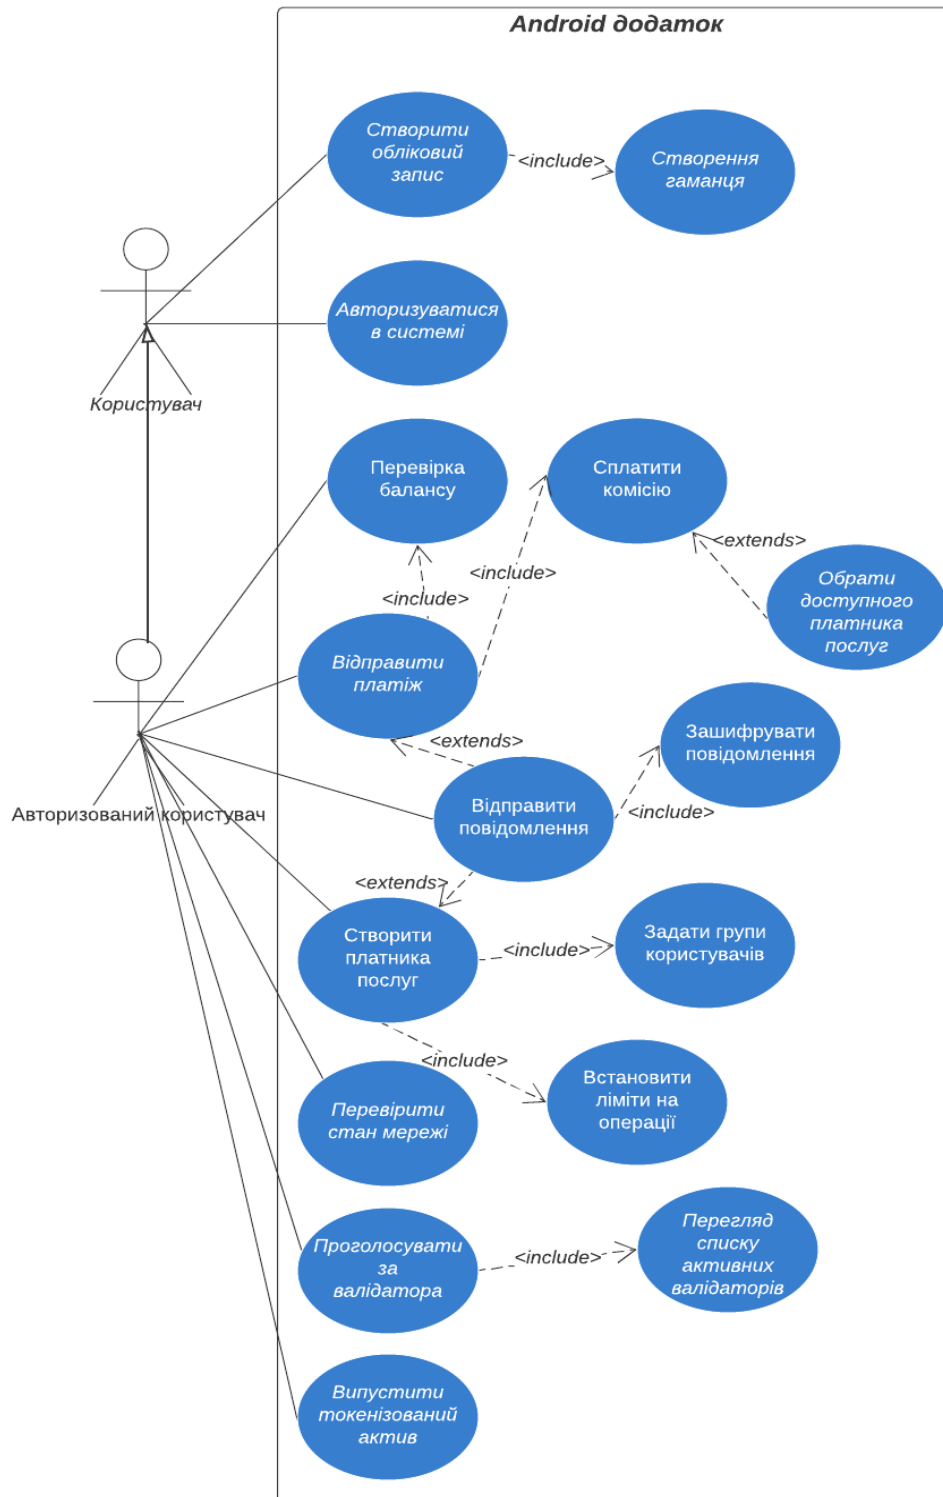 Android додаток
Створити
обліковий
запис
<include>
Створення
гаманця
Авторизуватися
в системі
Користувач
Перевірка
балансу
Сплатити
комісію
<extends>
<include>
<include>
Обрати
доступного
платника
послуг
Відправити
платіж
<extends>
Зашифрувати
повідомлення
Авторизований користувач
Відправити
повідомлення
<include>
<extends>
Створити
платника
послуг
<include>
Задати групи
користувачів
<include>
Встановити
ліміти на
операції
Перевірити
стан мережі
Проголосувати
за
валідатора
<include>
Перегляд
списку
активних
валідаторів
Випустити
токенізований
актив